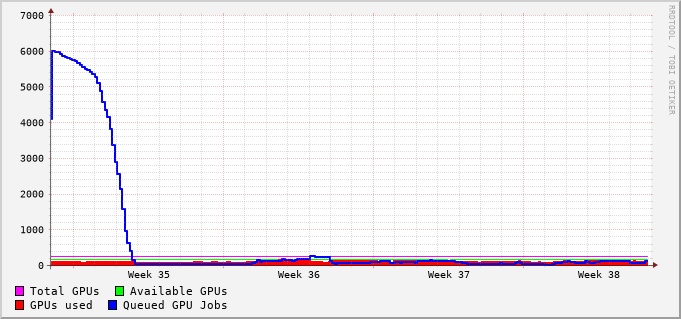 7000
6000
5000
4000
3000
2000
1000
0
Week 35 Week 36 Week 37 Week 38
Total GPUs Available GPUs
GPUs used Queued GPU Jobs
RRDTOOL / TOBI OETIKER